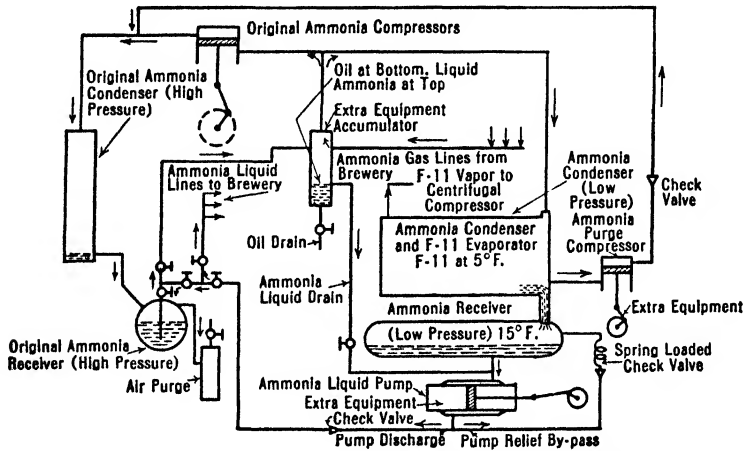 Original Ammonia Compressors
Original Ammonia
Condenser (High
Pressure)
Oil at Bottom, Liquid
Ammonia at Top
Extra Equipment
Accumulator
Ammonia Liquid
Lines to Brewery
Ammonia Gas Lines from
Brewery
F-11 Vapor to
Centrifugal
Compressor
Ammonia
Condenser
(Low
Pressure)
Check
Valve
Ammonia
Purge
Compressor
Oil Drain
Ammonia Condenser
and F-11 Evaporator
F-11 at 5°F.
Ammonia
Liquid Drain
Ammonia Receiver
(Low Pressure) 15°F.
Extra Equipment
Original Ammonia
Receiver (High Pressure)
Air Purge
Spring Loaded
Check Valve
Ammonia Liquid Pump
Extra Equipment
Check Valve
Pump Discharge
Pump Relief By-pass